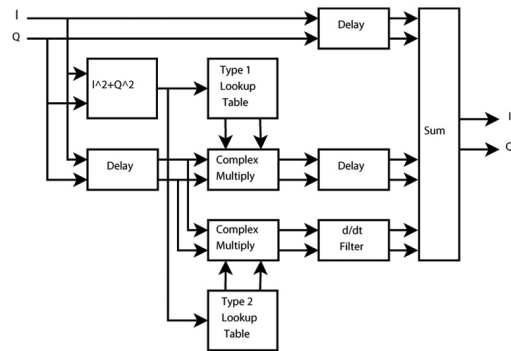 I
Q
Delay
I^2+Q^2
Type 1
Lookup
Table
Sum
I
Q
Delay
Complex
Multiply
Delay
Complex
Multiply
d/dt
Filter
Type 2
Lookup
Table